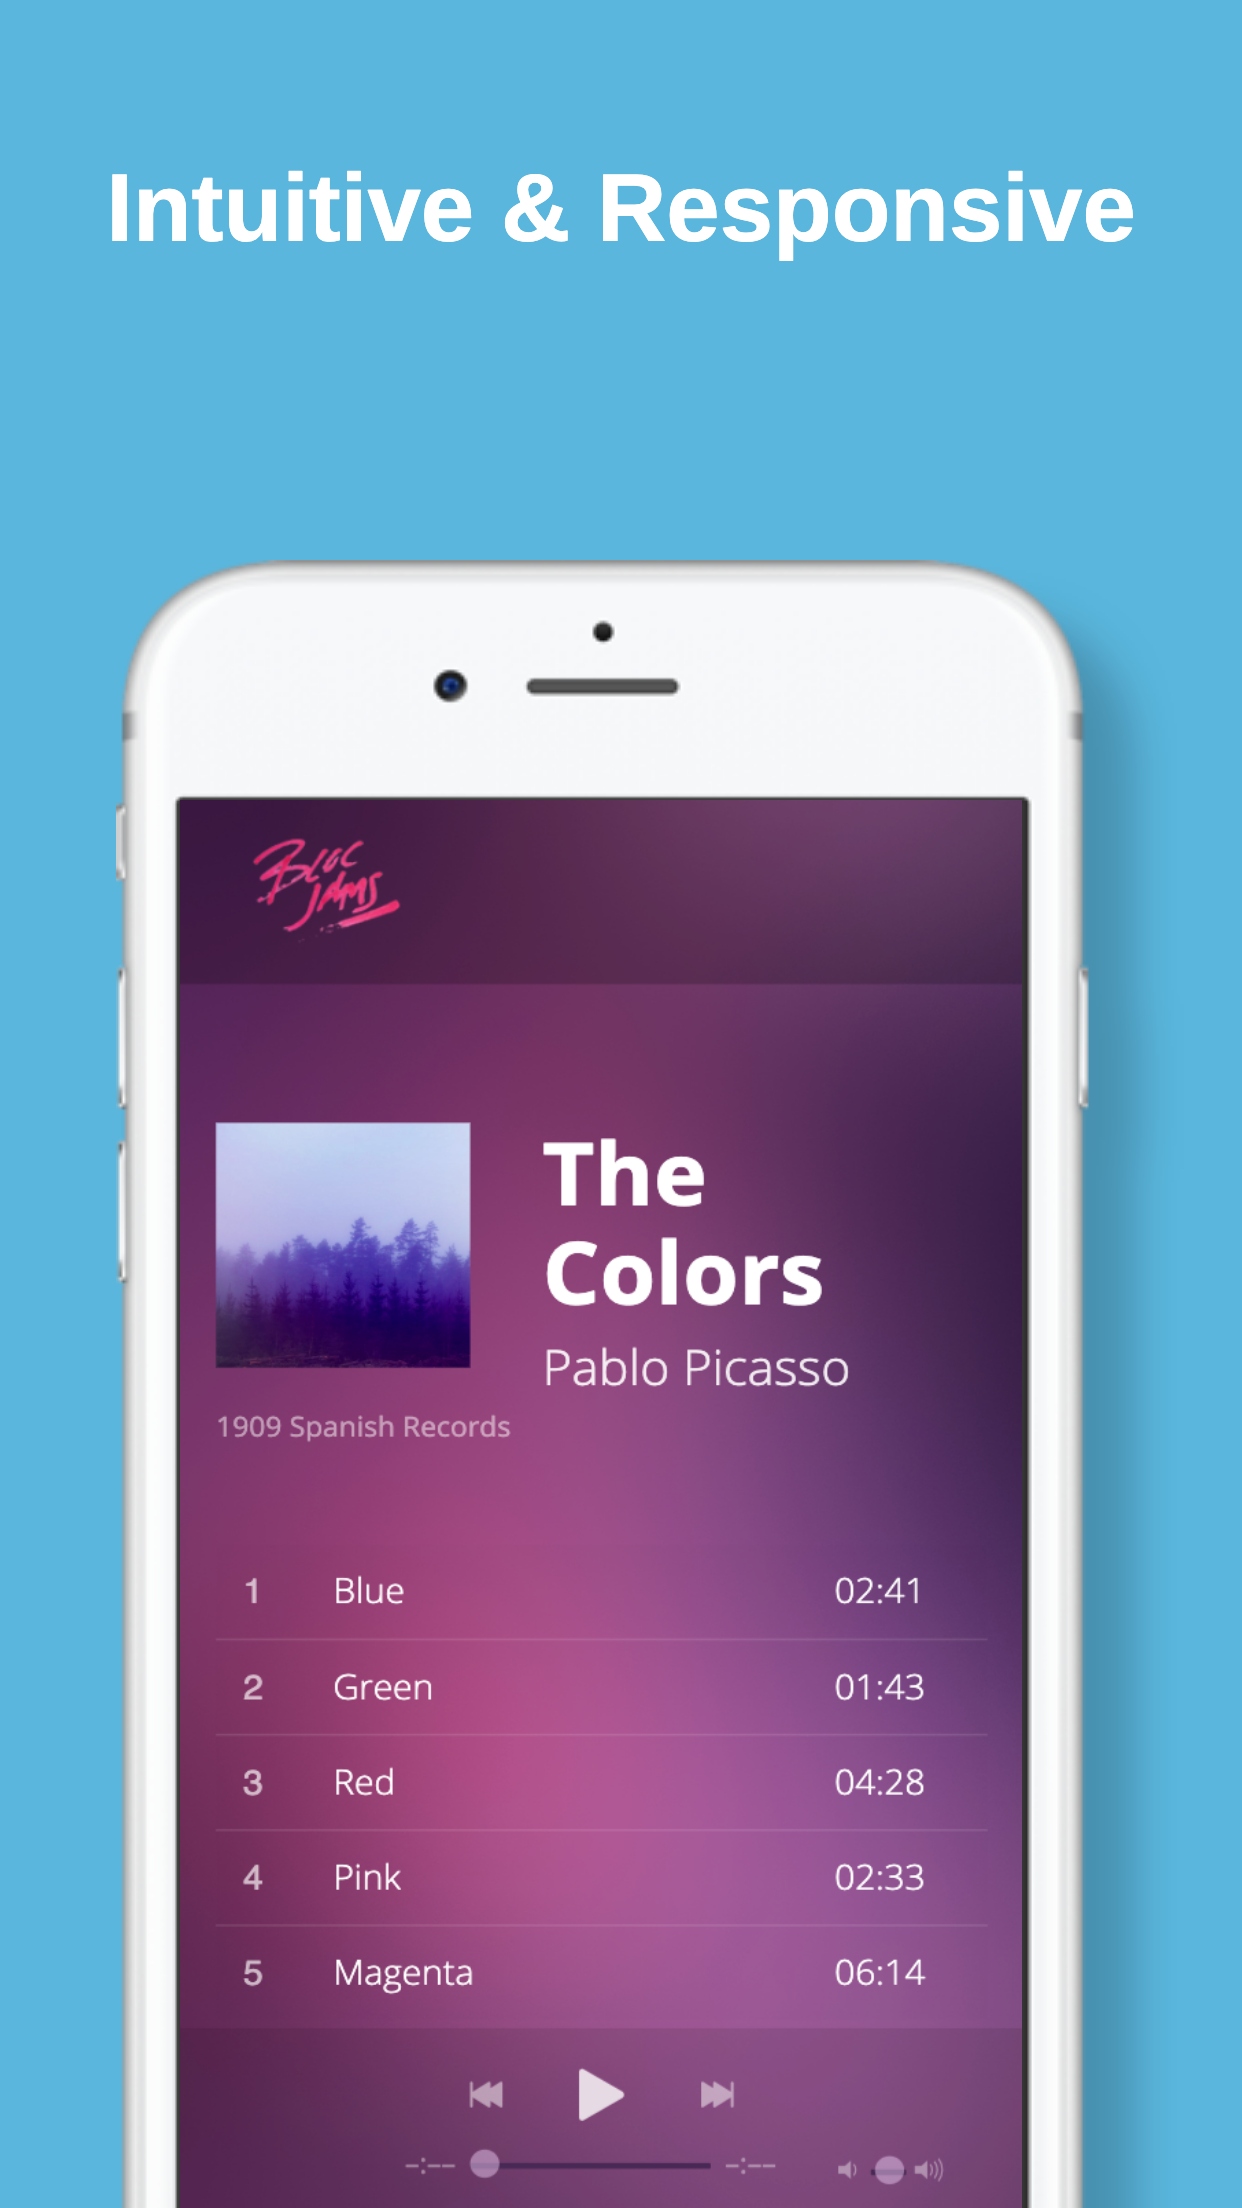 Intuitive & Responsive
BLOC
JAMS
The
Colors
Pablo Picasso
1909 Spanish Records
1 Blue 02:41
2 Green 01:43
3 Red 04:28
4 Pink 02:33
5 Magenta 06:14
-:-- -:--